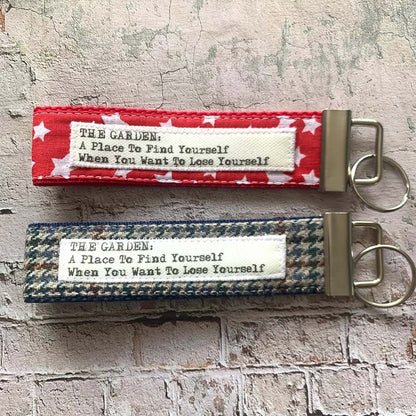 THE GARDEN:
A Place To Find Yourself
When You Want To Lose Yourself
THE GARDEN:
A Place To Find Yourself
When You Want To Lose Yourself